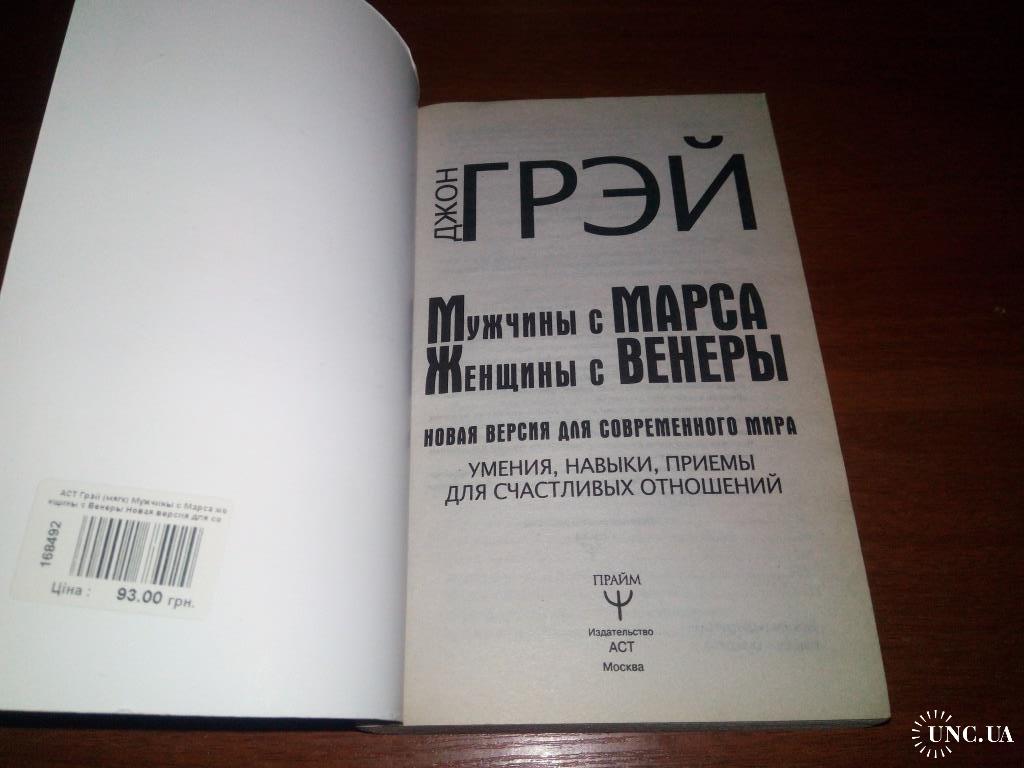 АСТ Грэй (мягк) Мужчины с Марса же
нщины с Венеры Новая версия для со
168492
Ціна : 93.00 грн.
ДЖОН
ГРЭЙ
Мужчины с МАРСА
Женщины с ВЕНЕРЫ
НОВАЯ ВЕРСИЯ ДЛЯ СОВРЕМЕННОГО МИРА
УМЕНИЯ, НАВЫКИ, ПРИЕМЫ
ДЛЯ СЧАСТЛИВЫХ ОТНОШЕНИЙ
ПРАЙМ
Издательство
АСТ
Москва
UNC.UA